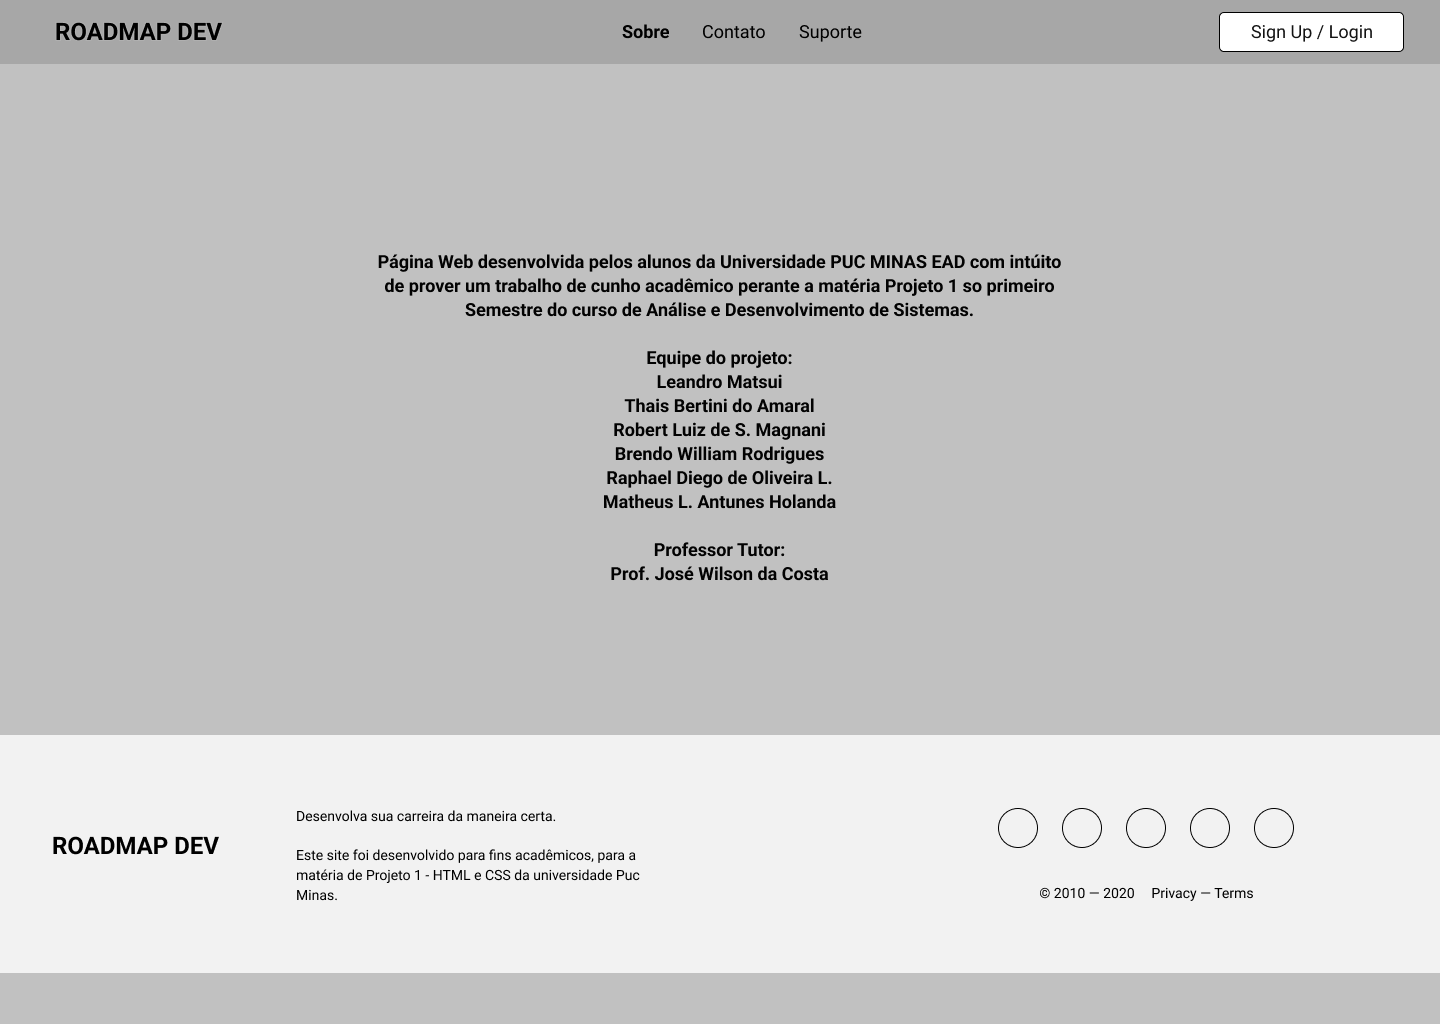 ROADMAP DEV
Sobre
Contato
Suporte
Sign Up / Login
Página Web desenvolvida pelos alunos da Universidade PUC MINAS EAD com intúito
de prover um trabalho de cunho acadêmico perante a matéria Projeto 1 so primeiro
Semestre do curso de Análise e Desenvolvimento de Sistemas.
Equipe do projeto:
Leandro Matsui
Thais Bertini do Amaral
Robert Luiz de S. Magnani
Brendo William Rodrigues
Raphael Diego de Oliveira L.
Matheus L. Antunes Holanda
Professor Tutor:
Prof. José Wilson da Costa
ROADMAP DEV
Desenvolva sua carreira da maneira certa.
Este site foi desenvolvido para fins acadêmicos, para a
matéria de Projeto 1 - HTML e CSS da universidade Puc
Minas.
© 2010 — 2020 Privacy — Terms